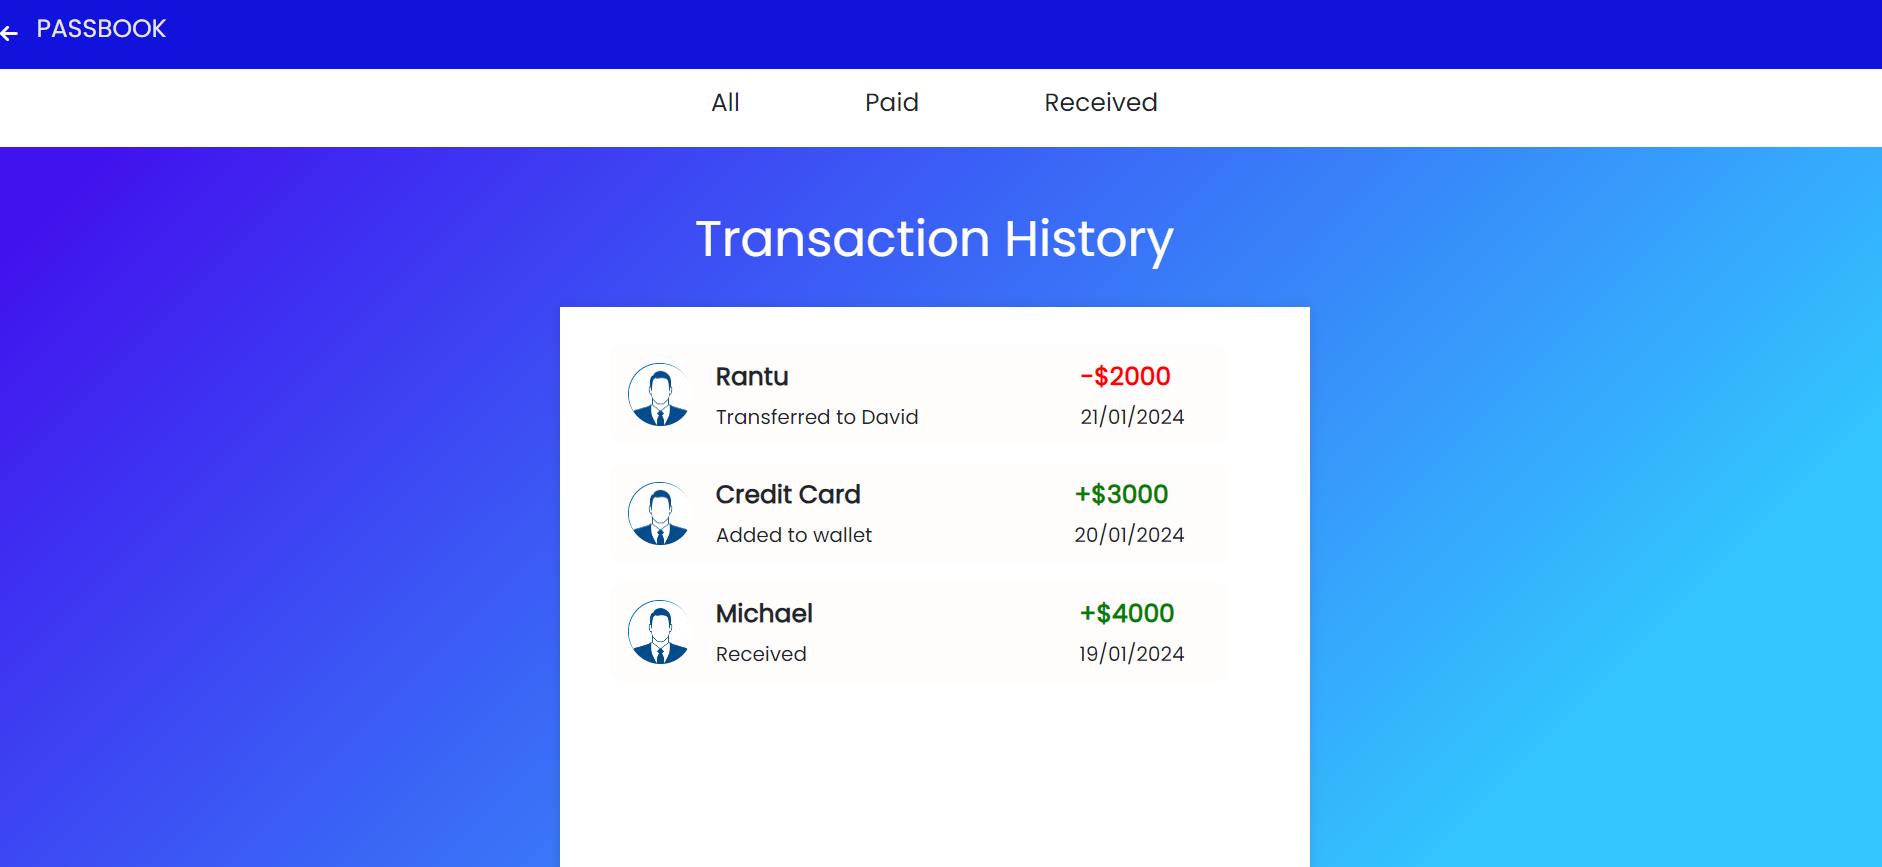 PASSBOOK
All Paid Received
Transaction History
Rantu -$2000
Transferred to David 21/01/2024
Credit Card +$3000
Added to wallet 20/01/2024
Michael +$4000
Received 19/01/2024